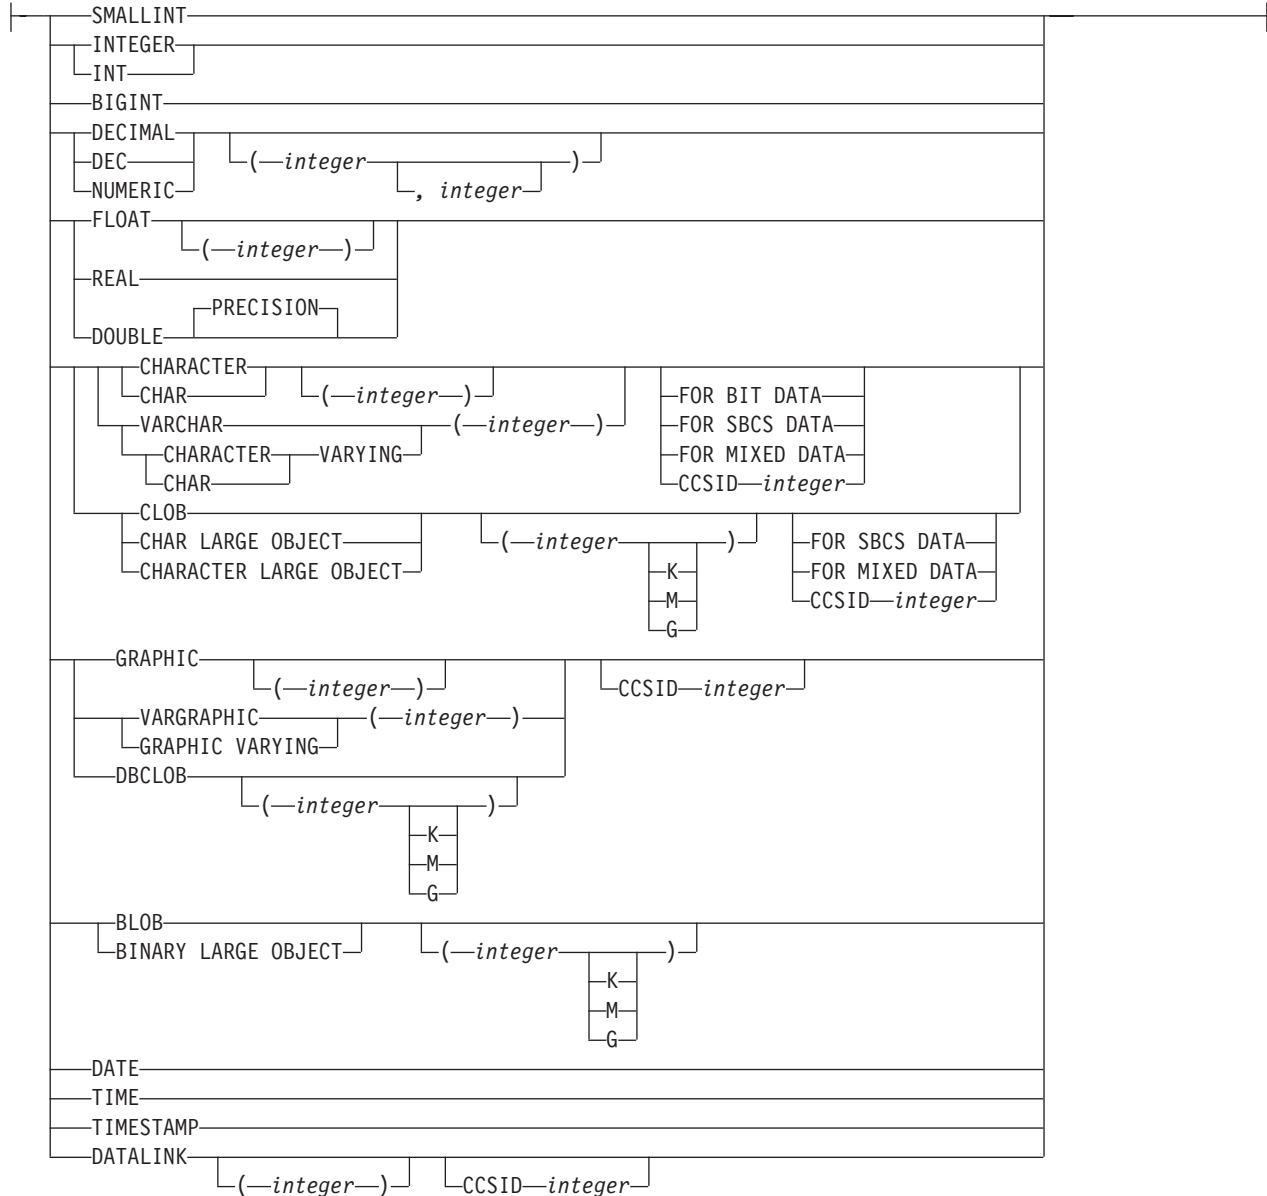 SMALLINT
INTEGER
INT
BIGINT
DECIMAL
DEC ( integer )
NUMERIC , integer
FLOAT
( integer )
REAL
PRECISION
DOUBLE
CHARACTER
CHAR ( integer ) FOR BIT DATA
VARCHAR ( integer ) FOR SBCS DATA
CHARACTER VARYING FOR MIXED DATA
CHAR CCSID integer
CLOB
CHAR LARGE OBJECT ( integer ) FOR SBCS DATA
CHARACTER LARGE OBJECT K FOR MIXED DATA
M CCSID integer
G
GRAPHIC
( integer ) CCSID integer
VARGRAPHIC ( integer )
GRAPHIC VARYING
DBCLOB
( integer )
K
M
G
BLOB
BINARY LARGE OBJECT ( integer )
K
M
G
DATE
TIME
TIMESTAMP
DATALINK
( integer ) CCSID integer